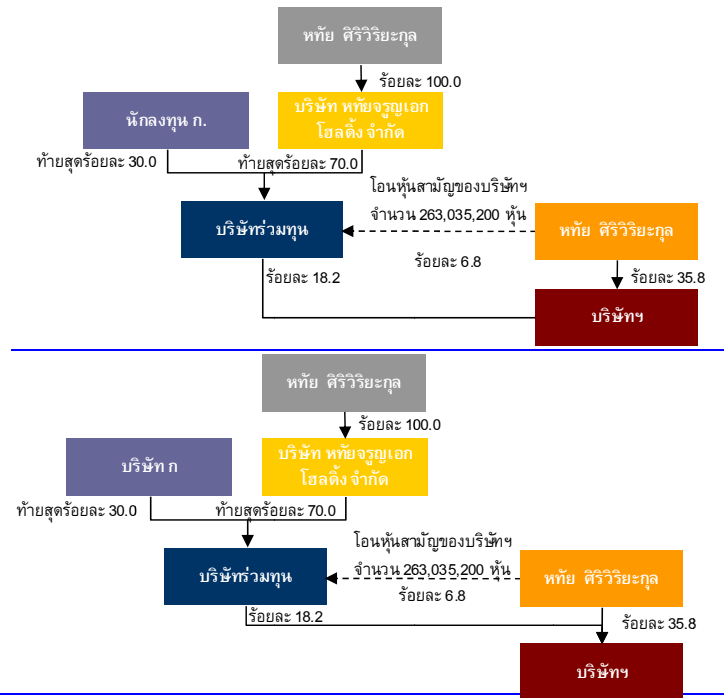 หทัย ศิริวิริยะกุล
ร้อยละ 100.0
นักลงทุน ก.
บริษัท หทัยจรูญเอก
โฮลดิ้ง จำกัด
ท้ายสุดร้อยละ 30.0
ท้ายสุดร้อยละ 70.0
โอนหุ้นสามัญของบริษัทฯ
จำนวน 263,035,200 หุ้น
บริษัทร่วมทุน
หทัย ศิริวิริยะกุล
ร้อยละ 6.8
ร้อยละ 18.2
ร้อยละ 35.8
บริษัทฯ
หทัย ศิริวิริยะกุล
ร้อยละ 100.0
บริษัท ก
บริษัท หทัยจรูญเอก
โฮลดิ้ง จำกัด
ท้ายสุดร้อยละ 30.0
ท้ายสุดร้อยละ 70.0
โอนหุ้นสามัญของบริษัทฯ
จำนวน 263,035,200 หุ้น
บริษัทร่วมทุน
หทัย ศิริวิริยะกุล
ร้อยละ 6.8
ร้อยละ 18.2
ร้อยละ 35.8
บริษัทฯ